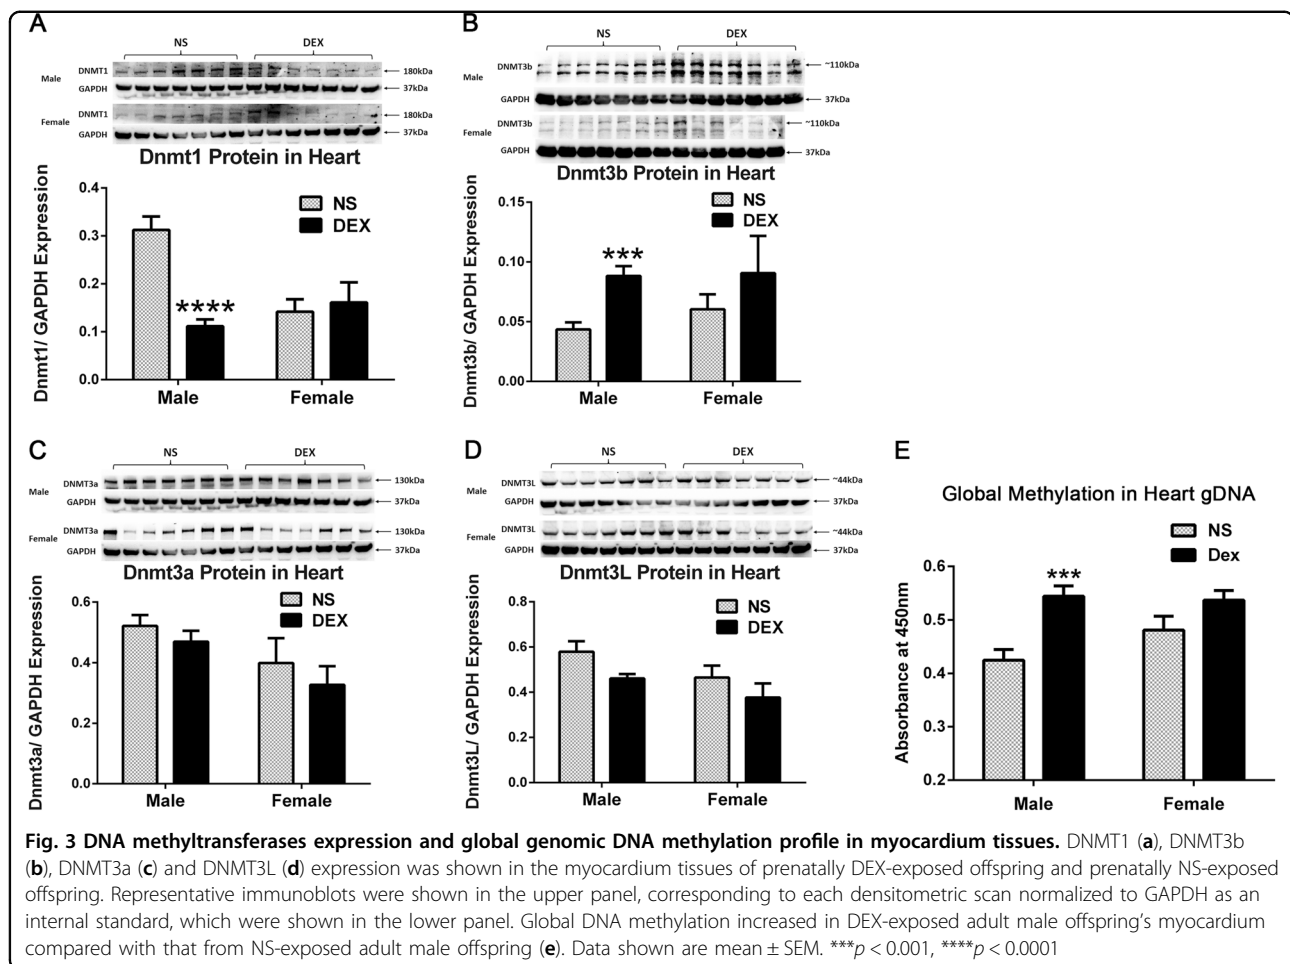 A
NS DEX
Male
DNMT1 180kDa
GAPDH 37kDa
Female
DNMT1 180kDa
GAPDH 37kDa
Dnmt1 Protein in Heart
Dnmt1/ GAPDH Expression
0.4
0.3
0.2
0.1
0.0
NS
DEX
****
Male Female
B
NS DEX
Male
DNMT3b ~110kDa
GAPDH 37kDa
Female
DNMT3b ~110kDa
GAPDH 37kDa
Dnmt3b Protein in Heart
Dnmt3b/ GAPDH Expression
0.15
0.10
0.05
0.00
NS
DEX
***
Male Female
C
NS DEX
Male
DNMT3a 130kDa
GAPDH 37kDa
Female
DNMT3a 130kDa
GAPDH 37kDa
Dnmt3a Protein in Heart
Dnmt3a/ GAPDH Expression
0.6
0.4
0.2
0.0
NS
DEX
Male Female
D
NS DEX
Male
DNMT3L ~44kDa
GAPDH 37kDa
Female
DNMT3L ~44kDa
GAPDH 37kDa
Dnmt3L Protein in Heart
Dnmt3L/ GAPDH Expression
0.8
0.6
0.4
0.2
0.0
NS
DEX
Male Female
E
Global Methylation in Heart gDNA
Absorbance at 450nm
0.6
0.5
0.4
0.3
0.2
NS
Dex
***
Male Female
Fig. 3 DNA methyltransferases expression and global genomic DNA methylation profile in myocardium tissues. DNMT1 (a), DNMT3b
(b), DNMT3a (c) and DNMT3L (d) expression was shown in the myocardium tissues of prenatally DEX-exposed offspring and prenatally NS-exposed
offspring. Representative immunoblots were shown in the upper panel, corresponding to each densitometric scan normalized to GAPDH as an
internal standard, which were shown in the lower panel. Global DNA methylation increased in DEX-exposed adult male offspring's myocardium
compared with that from NS-exposed adult male offspring (e). Data shown are mean ± SEM. ***p < 0.001, ****p < 0.0001